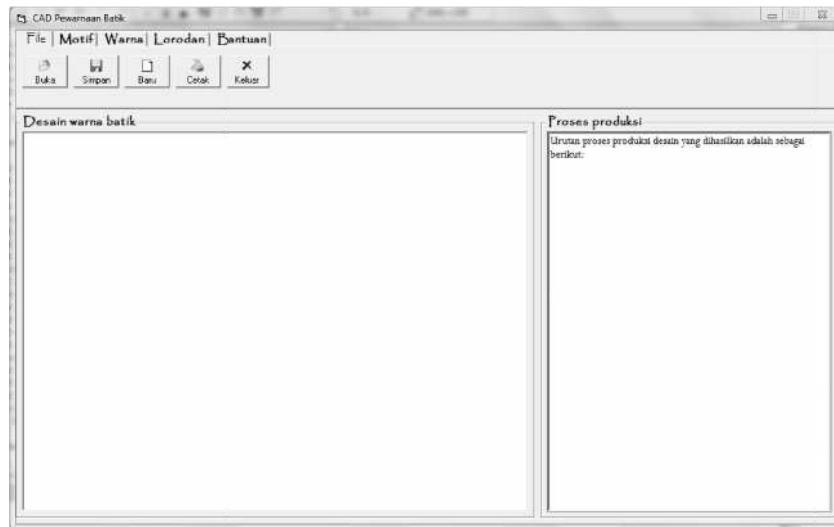 CAD Pewarnaan Batik
File | Motif | Warna | Lorodan | Bantuan |
Buka Simpan Baru Cetak Keluar
Desain warna batik
Proses produksi
Urutan proses produksi desain yang dihasilkan adalah sebagai
berikut: